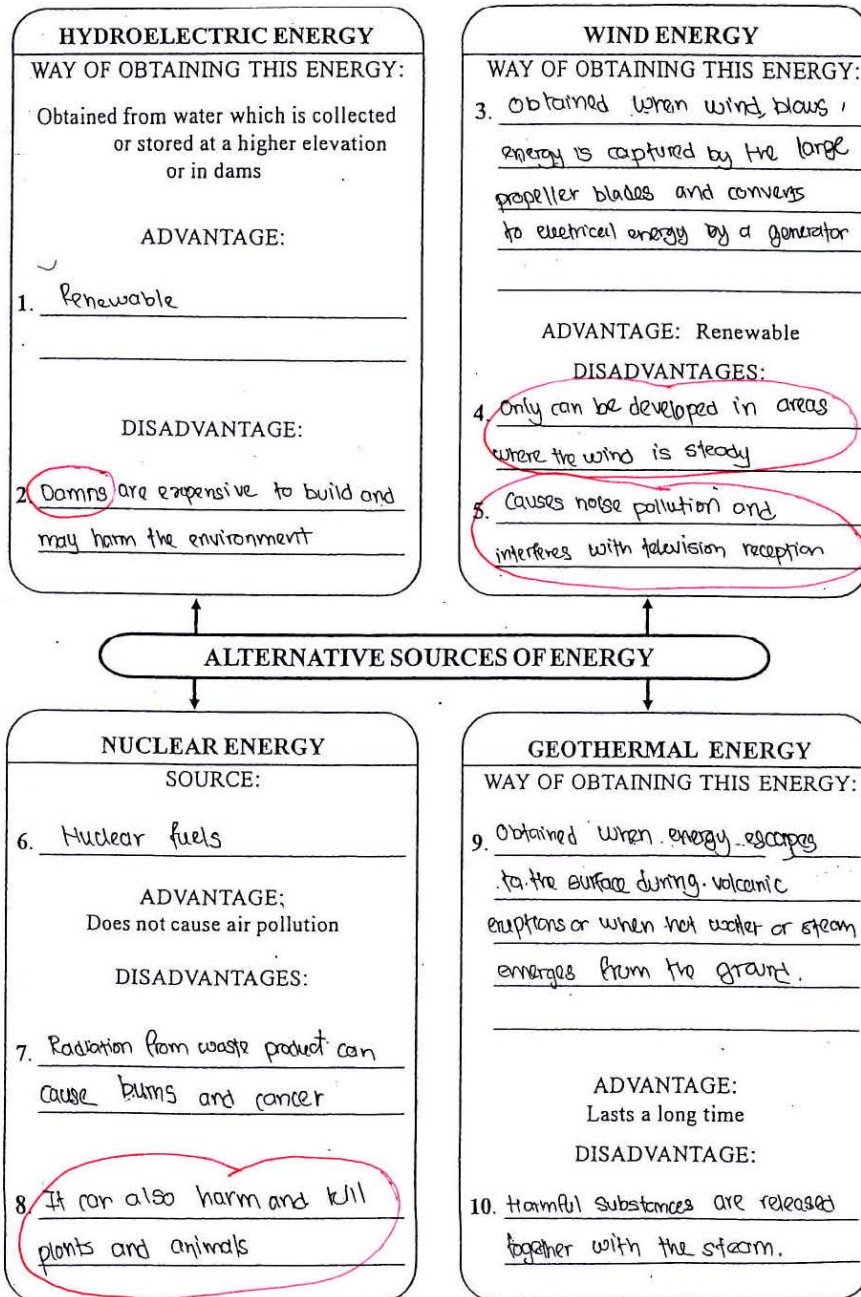 HYDROELECTRIC ENERGY
WAY OF OBTAINING THIS ENERGY:
Obtained from water which is collected
or stored at a higher elevation
or in dams
ADVANTAGE:
1. Renewable
DISADVANTAGE:
2. Damns are expensive to build and
may harm the environment
WIND ENERGY
WAY OF OBTAINING THIS ENERGY:
3. Obtained when wind blows,
energy is captured by the large
propeller blades and converts
to electrical energy by a generator
ADVANTAGE: Renewable
DISADVANTAGES:
4. Only can be developed in areas
where the wind is steady
5. causes noise pollution and
interferes with television reception
ALTERNATIVE SOURCES OF ENERGY
NUCLEAR ENERGY
SOURCE:
6. Nuclear fuels
ADVANTAGE;
Does not cause air pollution
DISADVANTAGES:
7. Radiation from waste product can
cause burns and cancer
8. It can also harm and kill
plants and animals
GEOTHERMAL ENERGY
WAY OF OBTAINING THIS ENERGY:
9. Obtained when energy escapes
to the surface during volcanic
eruptions or when hot water or steam
emerges from the ground.
ADVANTAGE:
Lasts a long time
DISADVANTAGE:
10. Harmful substances are released
together with the steam.